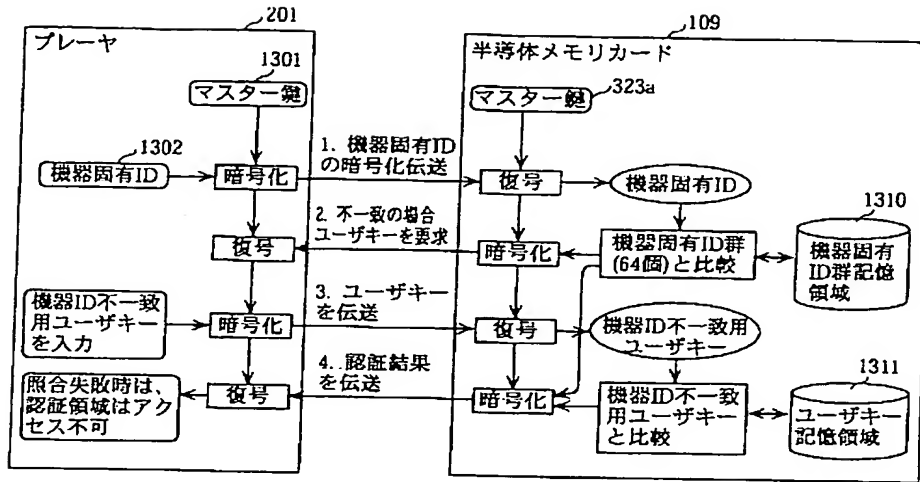 201
プレーヤ
1301
マスター鍵
1302
機器固有ID
暗号化
復号
機器ID不一致
用ユーザキー
を入力
暗号化
照合失敗時は、
認証領域はアク
セス不可
復号
1. 機器固有ID
の暗号化伝送
2. 不一致の場合
ユーザキーを要求
3. ユーザキー
を伝送
4. 認証結果
を伝送
109
半導体メモリカード
マスター鍵
323a
復号
機器固有ID
暗号化
機器固有ID群
(64個)と比較
1310
機器固有
ID群記憶
領域
復号
機器ID不一致用
ユーザキー
暗号化
機器ID不一致
用ユーザキー
と比較
1311
ユーザキー
記憶領域